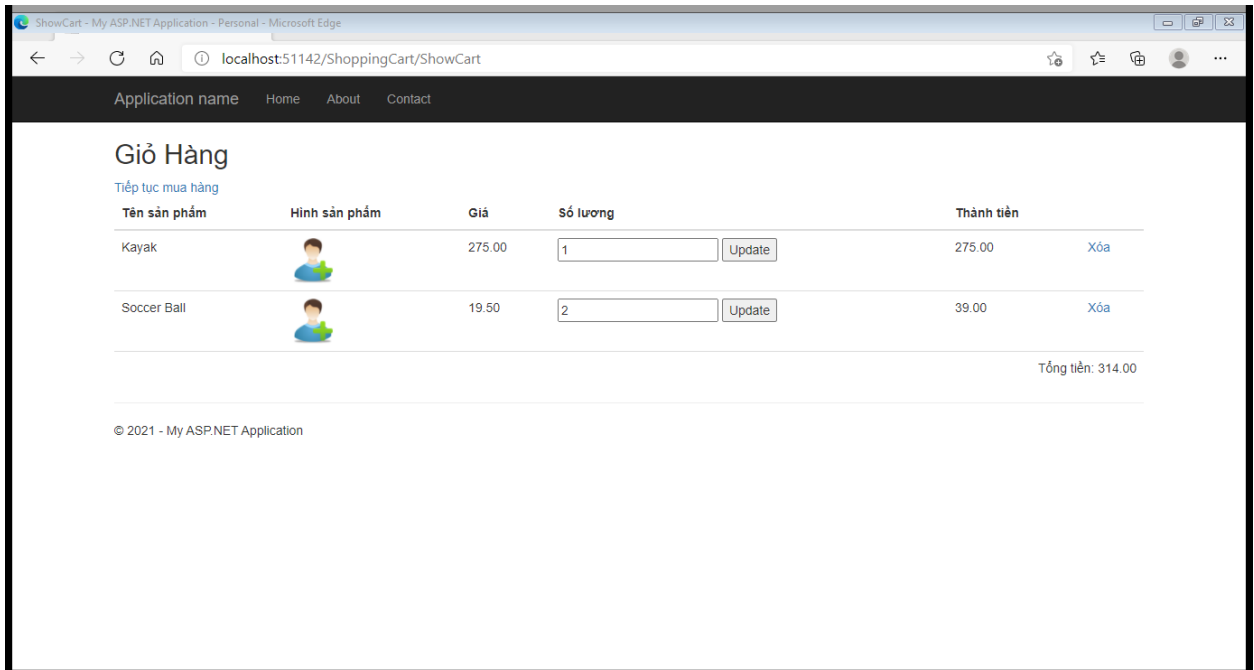 ShowCart - My ASP.NET Application - Personal - Microsoft Edge
localhost:51142/ShoppingCart/ShowCart
Application name Home About Contact
Giỏ Hàng
Tiếp tục mua hàng
Tên sản phẩm Hình sản phẩm Giá Số lương Thành tiền
Kayak 275.00 1 Update 275.00 Xóa
Soccer Ball 19.50 2 Update 39.00 Xóa
Tổng tiền: 314.00
© 2021 - My ASP.NET Application